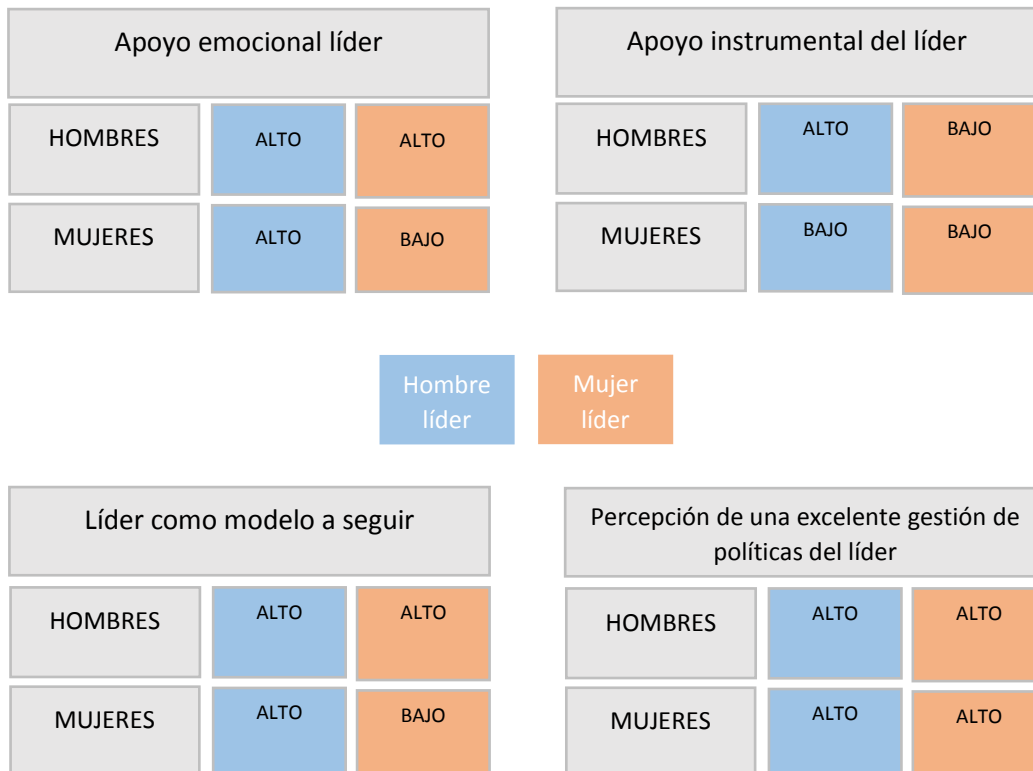 Apoyo emocional líder
HOMBRES ALTO ALTO
MUJERES ALTO BAJO
Apoyo instrumental del líder
HOMBRES ALTO BAJO
MUJERES BAJO BAJO
Hombre
líder
Mujer
líder
Líder como modelo a seguir
HOMBRES ALTO ALTO
MUJERES ALTO BAJO
Percepción de una excelente gestión de
políticas del líder
HOMBRES ALTO ALTO
MUJERES ALTO ALTO